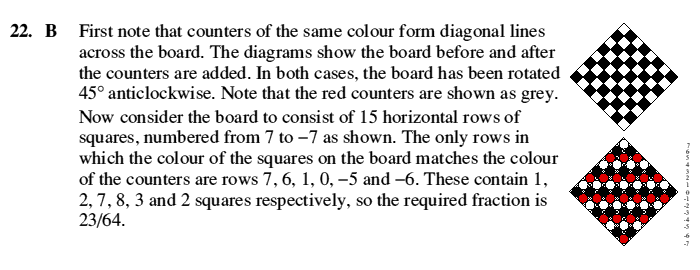 22. B First note that counters of the same colour form diagonal lines
across the board. The diagrams show the board before and after
the counters are added. In both cases, the board has been rotated
45° anticlockwise. Note that the red counters are shown as grey.
Now consider the board to consist of 15 horizontal rows of
squares, numbered from 7 to −7 as shown. The only rows in
which the colour of the squares on the board matches the colour
of the counters are rows 7, 6, 1, 0, −5 and −6. These contain 1,
2, 7, 8, 3 and 2 squares respectively, so the required fraction is
23/64.
7
6
5
4
3
2
1
0
-1
-2
-3
-4
-5
-6
-7